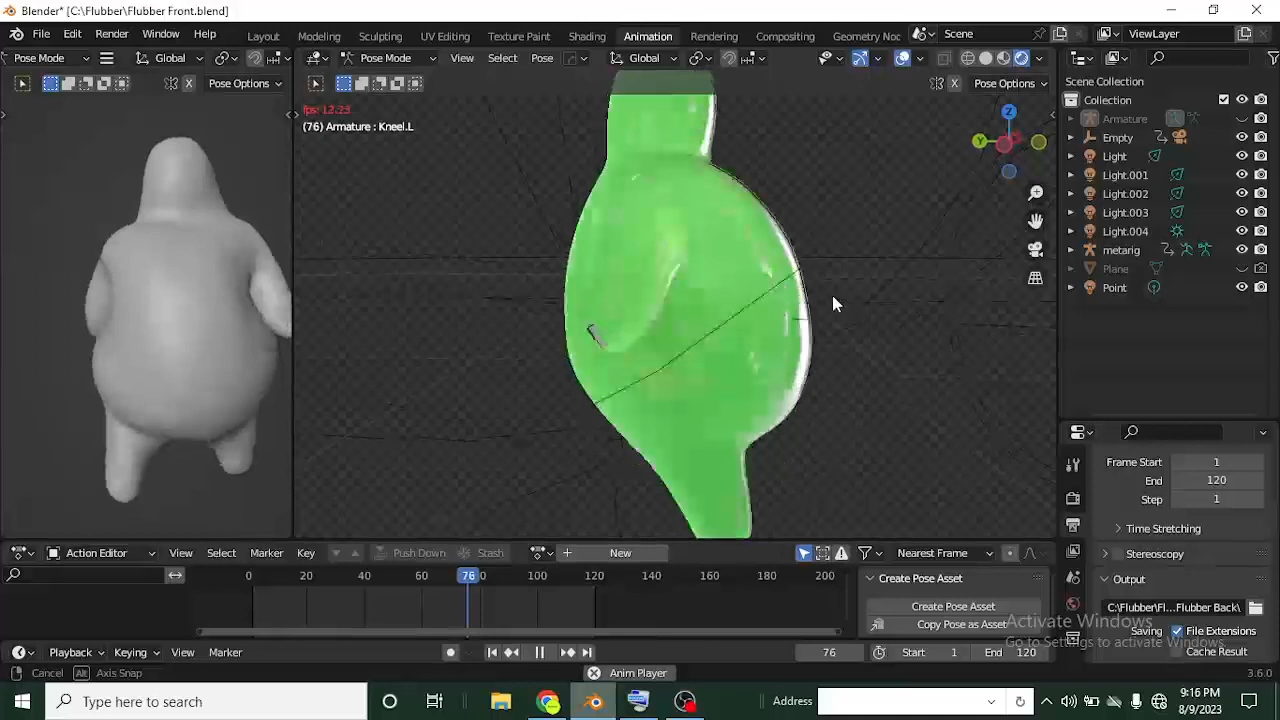 Blender* [C:\Flubber\Flubber Front.blend]
File Edit Render Window Help Layout Modeling Sculpting UV Editing Texture Paint Shading Animation Rendering Compositing Geometry Noc Scene ViewLayer
Pose Mode Global Pose Mode View Select Pose Global
Pose Options Pose Options
Scene Collection
Collection
fps: 12.23
(76) Armature : Kneel.L
Armature
Empty
Light
Light.001
Light.002
Light.003
Light.004
metarig
Plane
Point
X
Y
Z
Frame Start 1
End 120
Step 1
Time Stretching
Stereoscopy
Output
C:\Flubber\Fl...Flubber Back\
Saving File Extensions
Cache Result
Action Editor View Select Marker Key Push Down Stash New Nearest Frame
0 20 40 60 76 80 100 120 140 160 180 200
Create Pose Asset
Create Pose Asset
Copy Pose as Asset
Activate Windows
Go to Settings to activate Windows.
Playback Keying View Marker 76 Start 1 End 120
Cancel Alt Axis Snap Anim Player 3.6.0
Type here to search Address 9:16 PM
8/9/2023